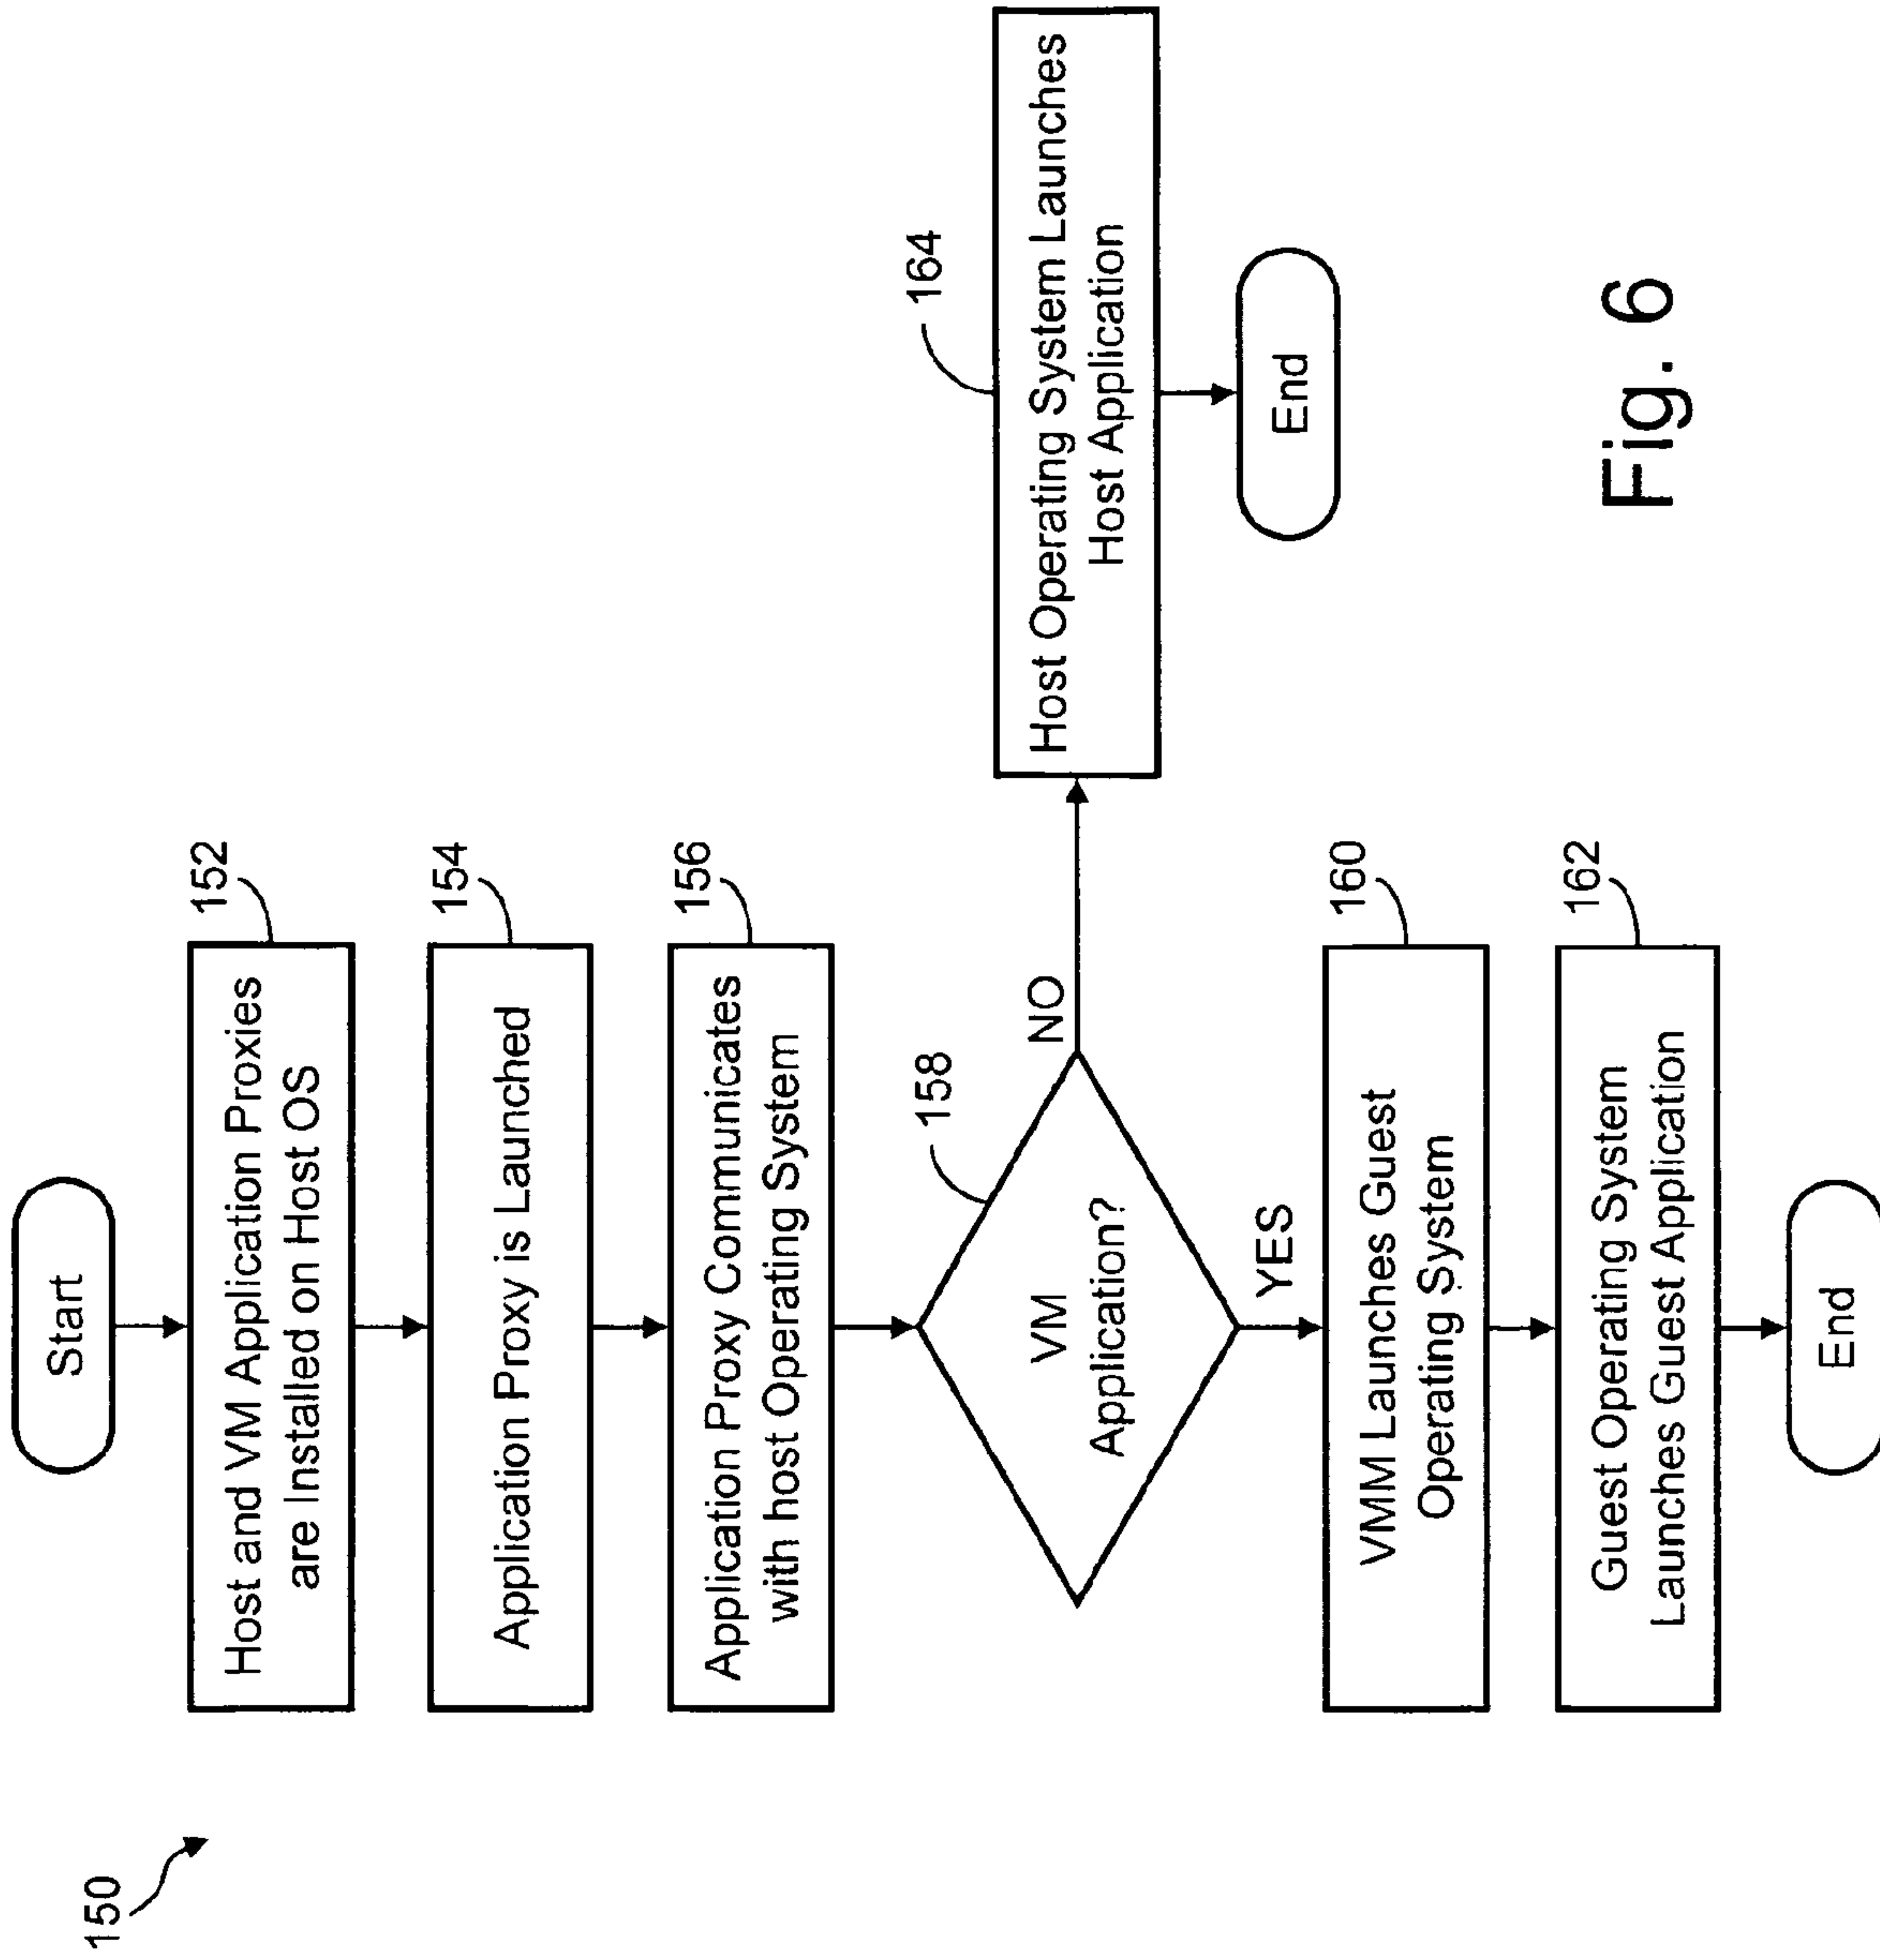 150
Start
152
Host and VM Application Proxies
are Installed on Host OS
154
Application Proxy is Launched
156
Application Proxy Communicates
with host Operating System
158
VM
Application?
NO
164
Host Operating System Launches
Host Application
End
YES
160
VMM Launches Guest
Operating System
162
Guest Operating System
Launches Guest Application
End
Fig. 6